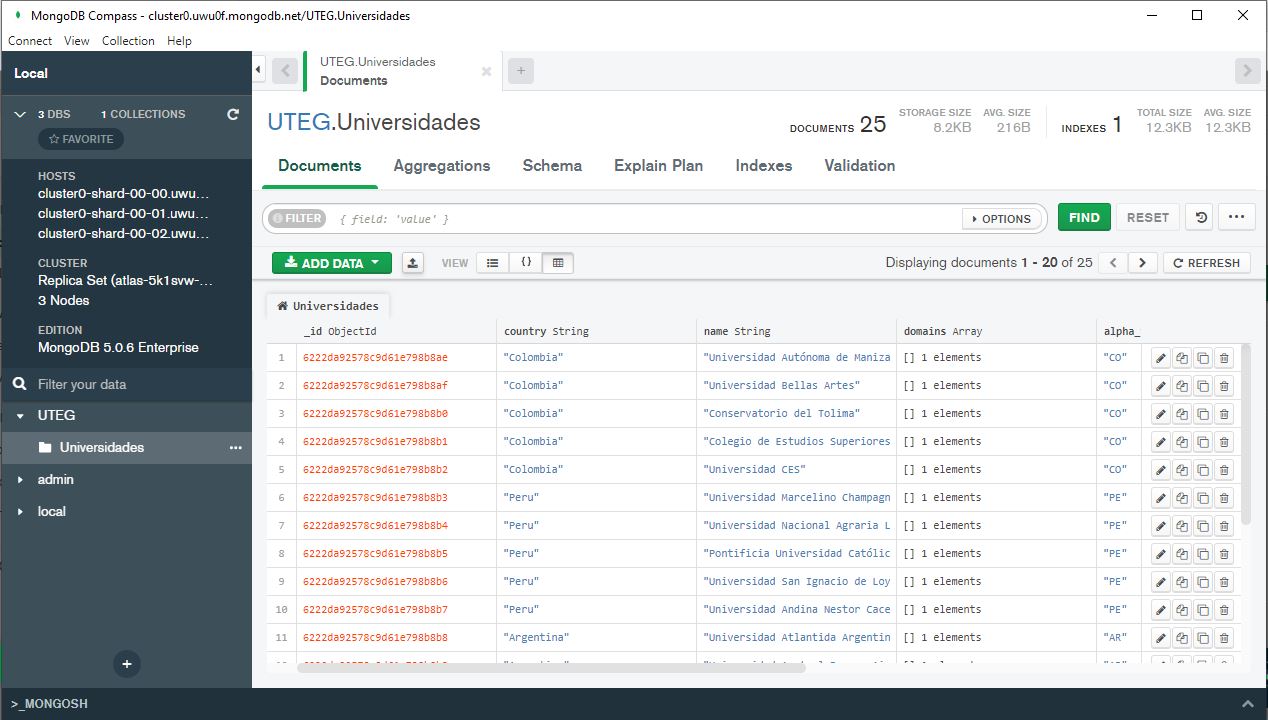 MongoDB Compass - cluster0.uwu0f.mongodb.net/UTEG.Universidades
Connect View Collection Help
Local
3 DBS 1 COLLECTIONS
FAVORITE
HOSTS
cluster0-shard-00-00.uwu...
cluster0-shard-00-01.uwu...
cluster0-shard-00-02.uwu...
CLUSTER
Replica Set (atlas-5k1svw-...
3 Nodes
EDITION
MongoDB 5.0.6 Enterprise
Filter your data
UTEG
Universidades
admin
local
UTEG.Universidades
Documents
UTEG.Universidades
DOCUMENTS 25
STORAGE SIZE 8.2KB
AVG. SIZE 216B
INDEXES 1
TOTAL SIZE 12.3KB
AVG. SIZE 12.3KB
Documents Aggregations Schema Explain Plan Indexes Validation
FILTER { field: 'value' } OPTIONS FIND RESET
ADD DATA VIEW Displaying documents 1 - 20 of 25 REFRESH
Universidades
_id ObjectId country String name String domains Array alpha_
1 6222da92578c9d61e798b8ae "Colombia" "Universidad Autónoma de Maniza [] 1 elements "CO"
2 6222da92578c9d61e798b8af "Colombia" "Universidad Bellas Artes" [] 1 elements "CO"
3 6222da92578c9d61e798b8b0 "Colombia" "Conservatorio del Tolima" [] 1 elements "CO"
4 6222da92578c9d61e798b8b1 "Colombia" "Colegio de Estudios Superiores [] 1 elements "CO"
5 6222da92578c9d61e798b8b2 "Colombia" "Universidad CES" [] 1 elements "CO"
6 6222da92578c9d61e798b8b3 "Peru" "Universidad Marcelino Champagn [] 1 elements "PE"
7 6222da92578c9d61e798b8b4 "Peru" "Universidad Nacional Agraria L [] 1 elements "PE"
8 6222da92578c9d61e798b8b5 "Peru" "Pontificia Universidad Católic [] 1 elements "PE"
9 6222da92578c9d61e798b8b6 "Peru" "Universidad San Ignacio de Loy [] 1 elements "PE"
10 6222da92578c9d61e798b8b7 "Peru" "Universidad Andina Nestor Cace [] 1 elements "PE"
11 6222da92578c9d61e798b8b8 "Argentina" "Universidad Atlantida Argentin [] 1 elements "AR"
>_MONGOSH